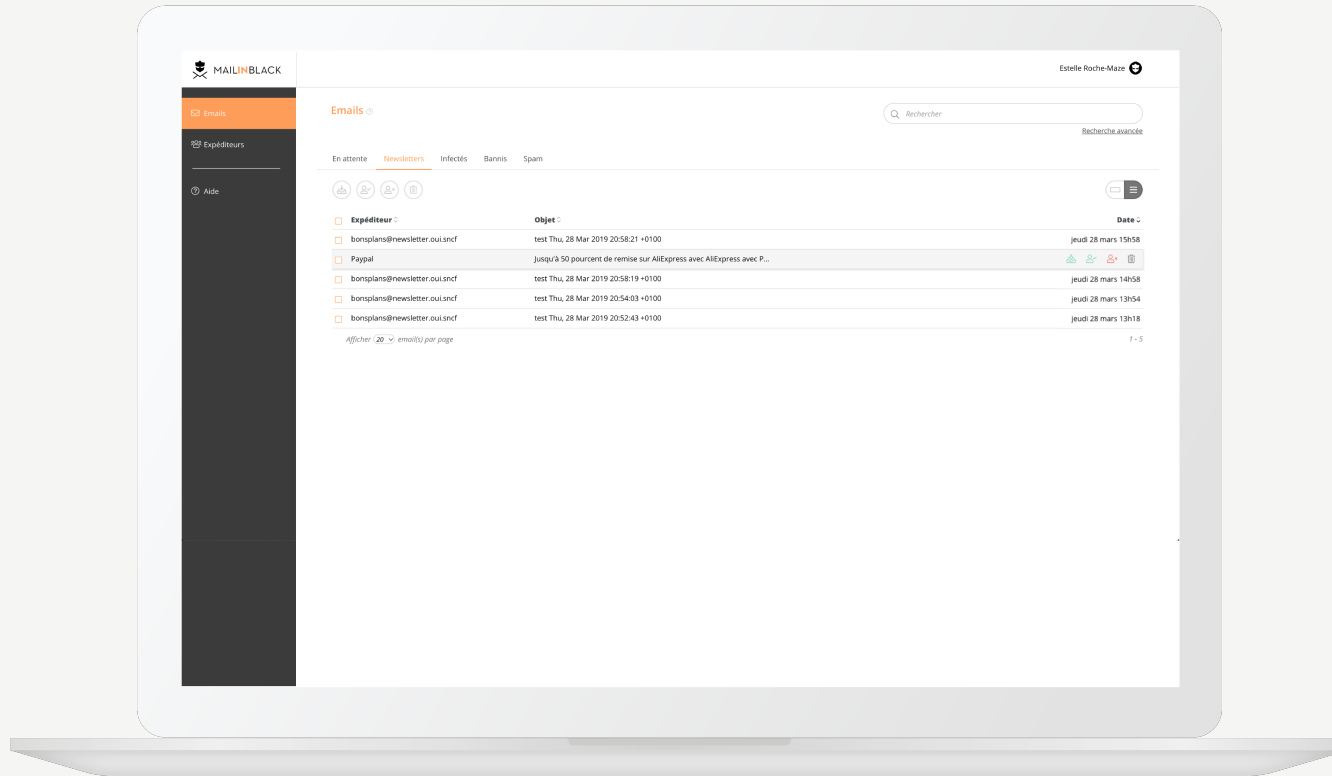 MAILINBLACK
Estelle Roche-Maze
Emails
Expéditeurs
Aide
Emails
Rechercher
Recherche avancée
En attente Newsletters Infectés Bannis Spam
Expéditeur Objet Date
bonsplans@newsletter.oui.sncf test Thu, 28 Mar 2019 20:58:21 +0100 jeudi 28 mars 15h58
Paypal Jusqu'à 50 pourcent de remise sur AliExpress avec AliExpress avec P...
bonsplans@newsletter.oui.sncf test Thu, 28 Mar 2019 20:58:19 +0100 jeudi 28 mars 14h58
bonsplans@newsletter.oui.sncf test Thu, 28 Mar 2019 20:54:03 +0100 jeudi 28 mars 13h54
bonsplans@newsletter.oui.sncf test Thu, 28 Mar 2019 20:52:43 +0100 jeudi 28 mars 13h18
Afficher 20 email(s) par page 1 - 5